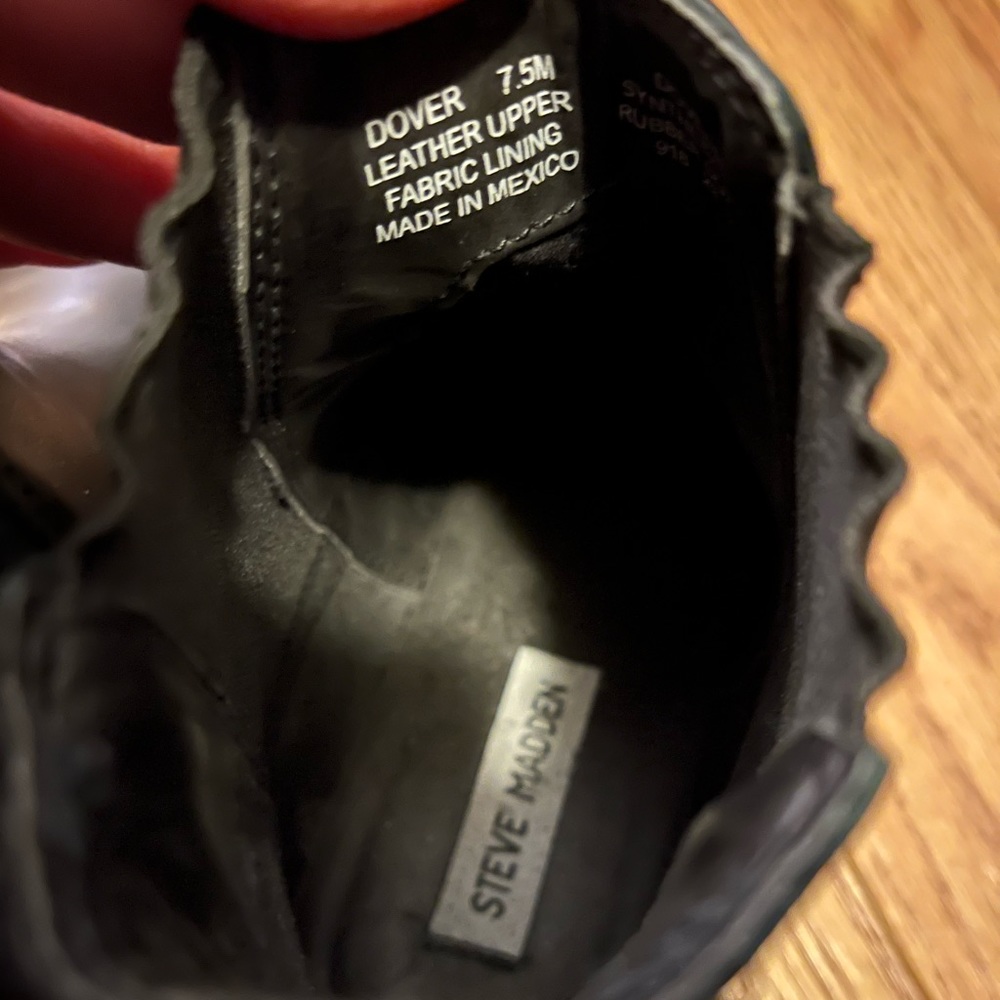 DOVER 7.5M
LEATHER UPPER
FABRIC LINING
MADE IN MEXICO
STEVE MADDEN